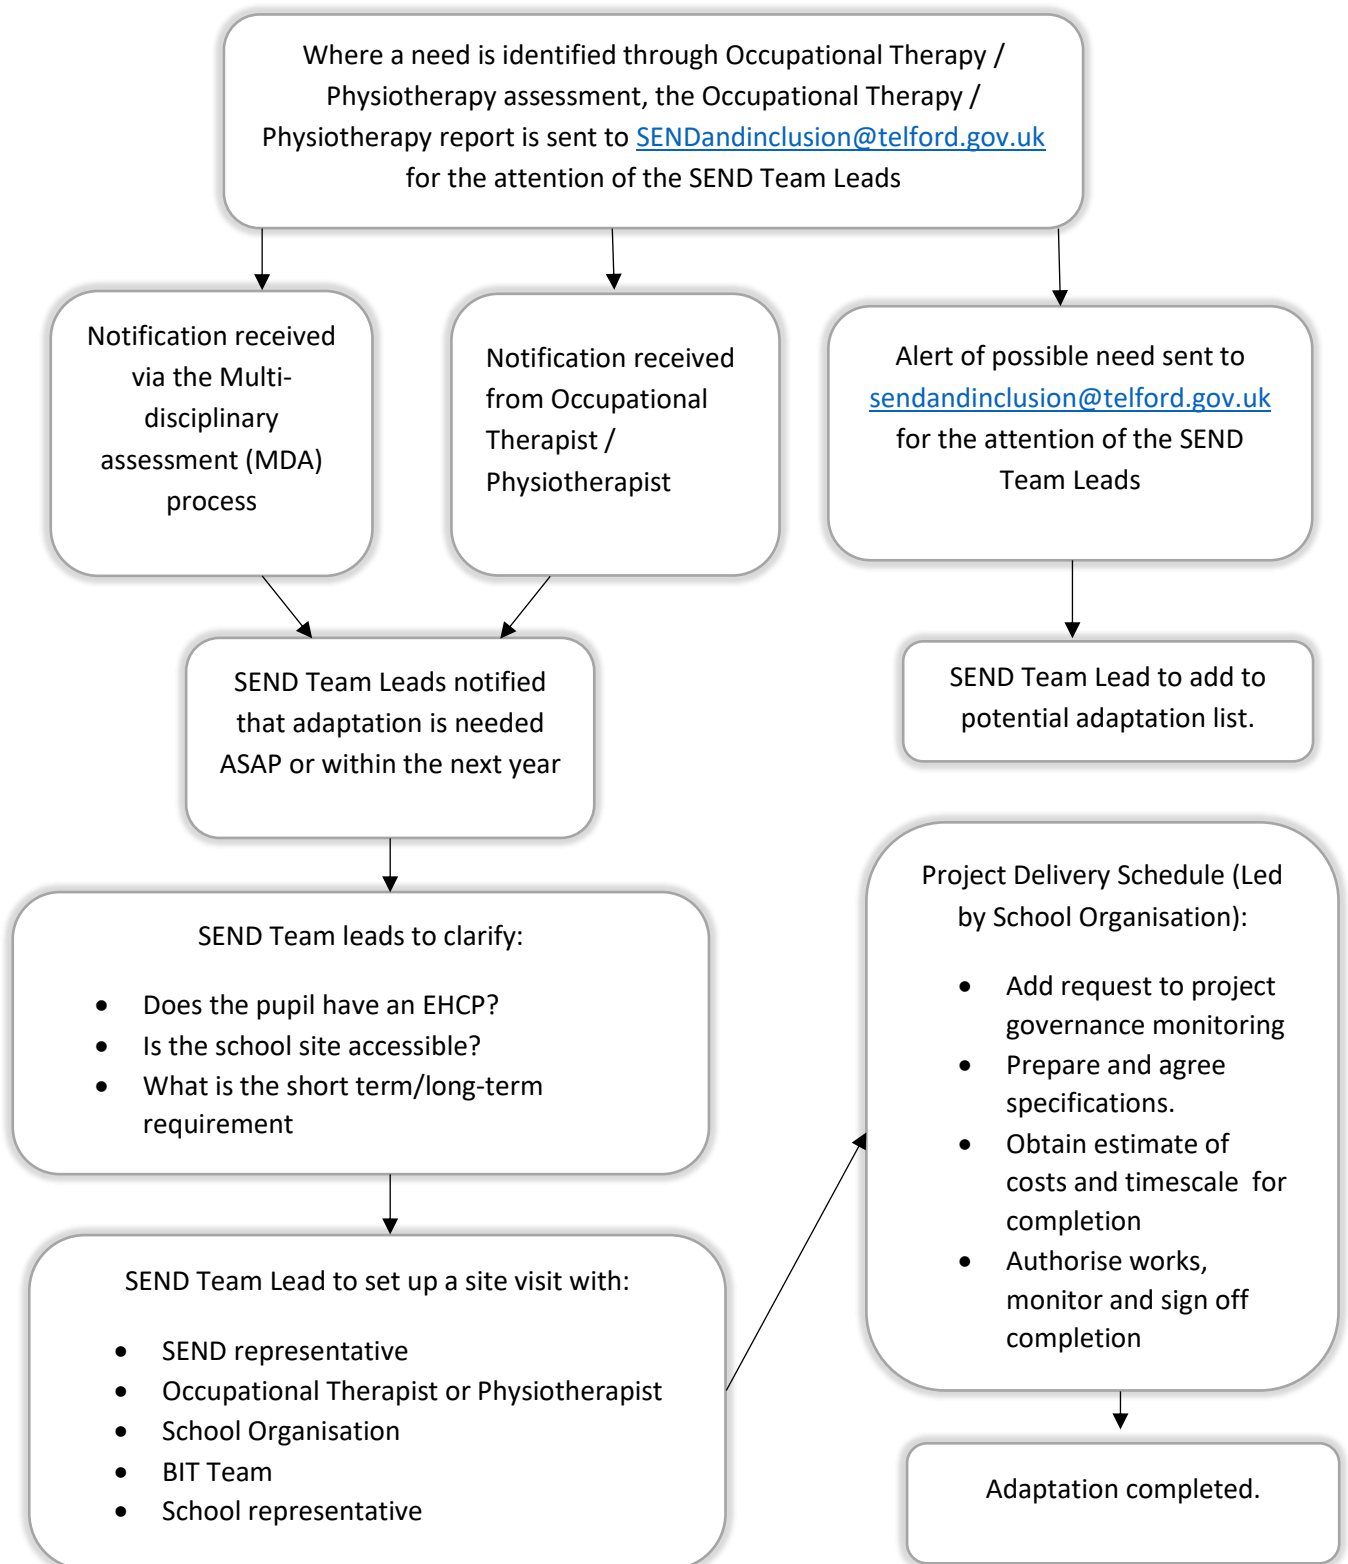 Where a need is identified through Occupational Therapy /
Physiotherapy assessment, the Occupational Therapy /
Physiotherapy report is sent to SENDandinclusion@telford.gov.uk
for the attention of the SEND Team Leads
Notification received
via the Multi-
disciplinary
assessment (MDA)
process
Notification received
from Occupational
Therapist /
Physiotherapist
Alert of possible need sent to
sendandinclusion@telford.gov.uk
for the attention of the SEND
Team Leads
SEND Team Leads notified
that adaptation is needed
ASAP or within the next year
SEND Team Lead to add to
potential adaptation list.
SEND Team leads to clarify:
• Does the pupil have an EHCP?
• Is the school site accessible?
• What is the short term/long-term
requirement
SEND Team Lead to set up a site visit with:
• SEND representative
• Occupational Therapist or Physiotherapist
• School Organisation
• BIT Team
• School representative
Project Delivery Schedule (Led
by School Organisation):
• Add request to project
governance monitoring
• Prepare and agree
specifications.
• Obtain estimate of
costs and timescale  for
completion
• Authorise works,
monitor and sign off
completion
Adaptation completed.